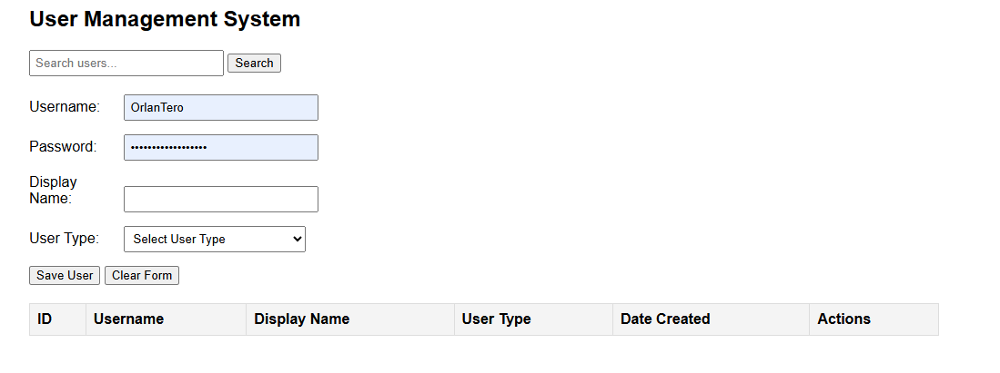 User Management System
Search users... Search
Username: OrlanTero
Password: ••••••••••••••••••
Display
Name:
User Type: Select User Type
Save User Clear Form
ID Username Display Name User Type Date Created Actions